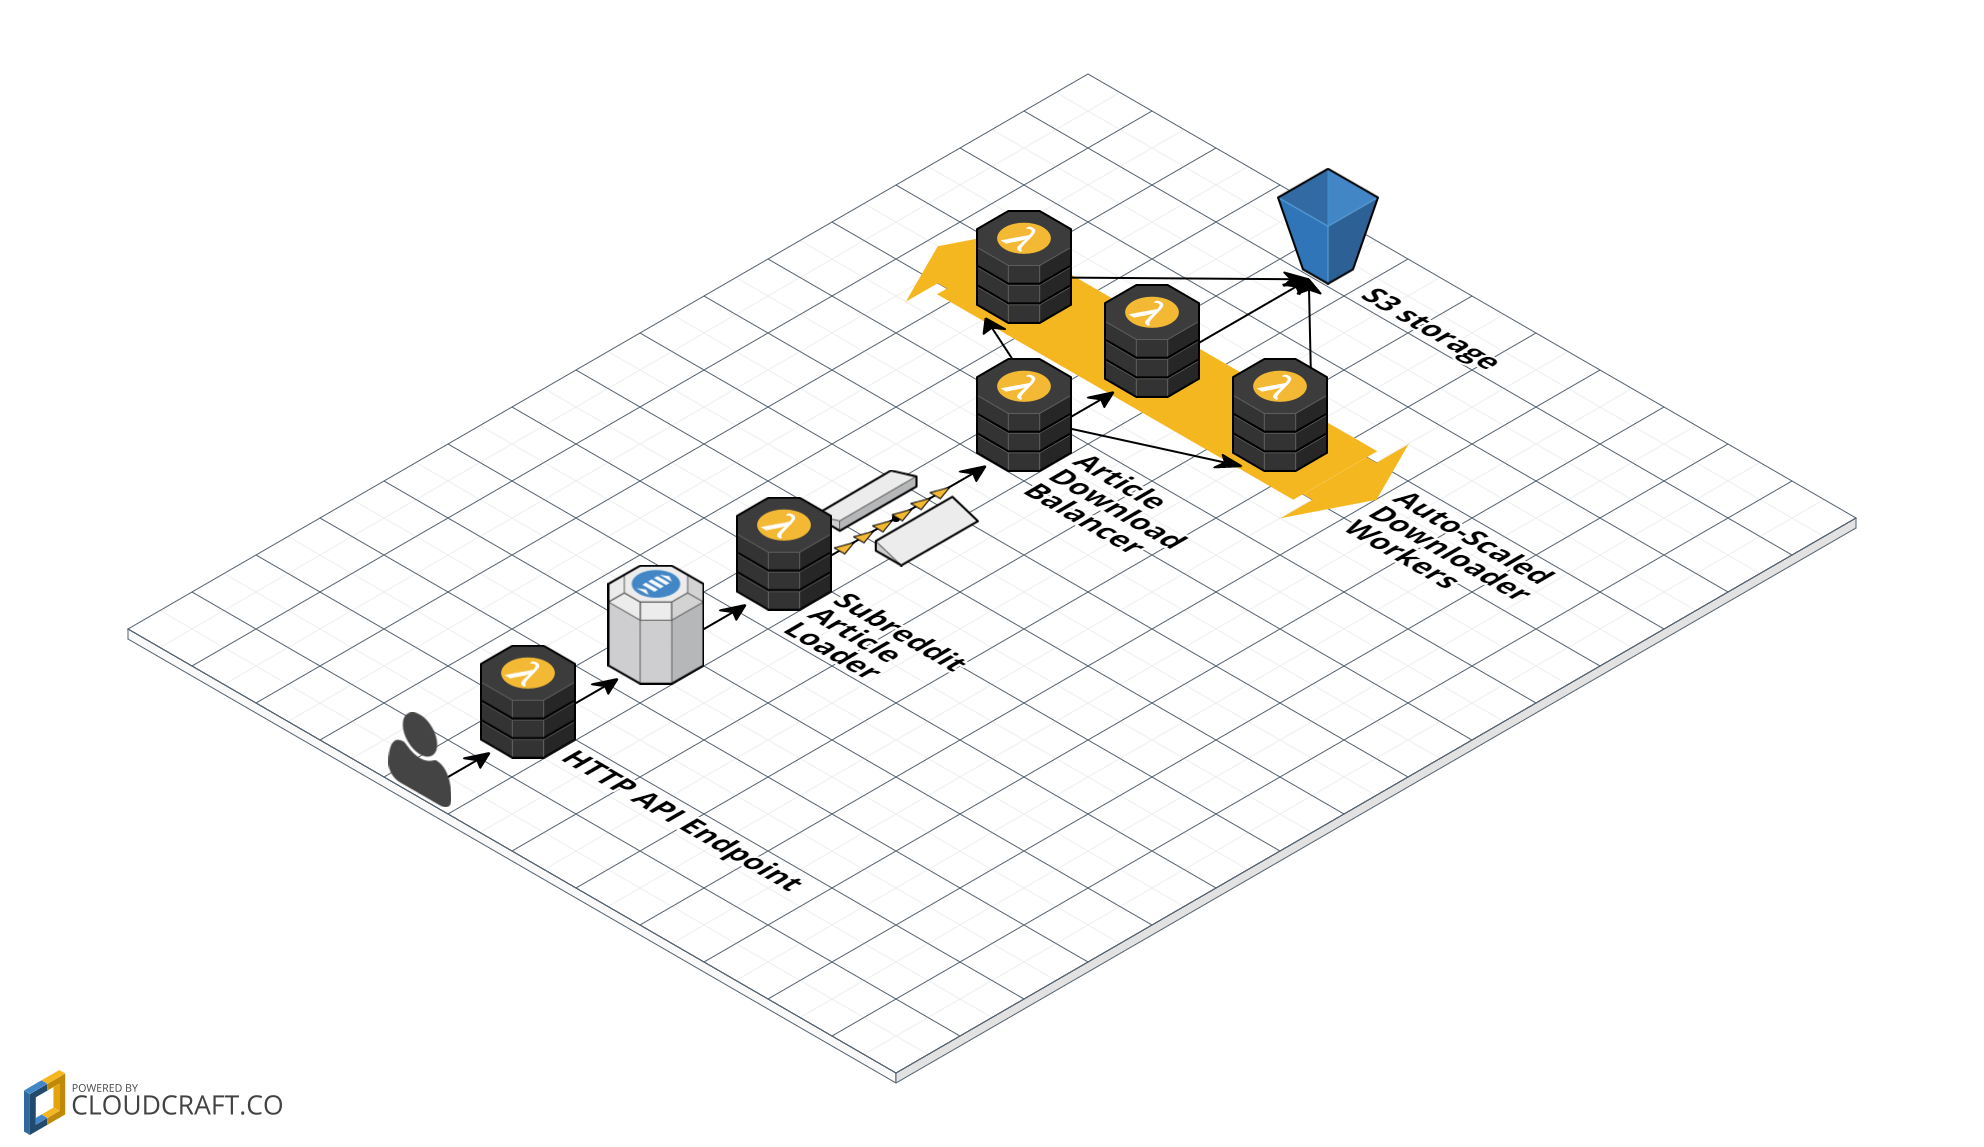 S3 storage
Article
Download
Balancer
Auto-Scaled
Downloader
Workers
Subreddit
Article
Loader
HTTP API Endpoint
POWERED BY
CLOUDCRAFT.CO